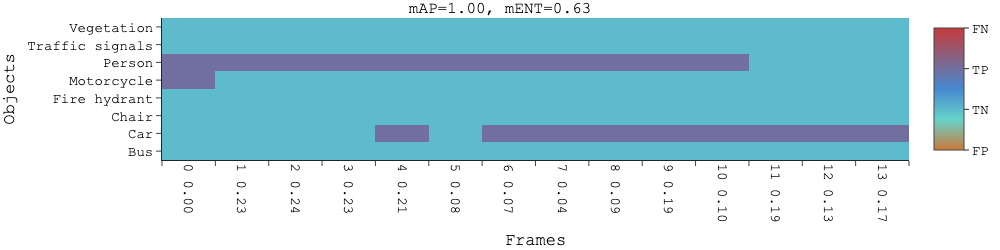 mAP=1.00, mENT=0.63
Objects
Vegetation
Traffic signals
Person
Motorcycle
Fire hydrant
Chair
Car
Bus
FN
TP
TN
FP
0 0.00
1 0.23
2 0.24
3 0.23
4 0.21
5 0.08
6 0.07
7 0.04
8 0.09
10 0.10
11 0.19
12 0.13
13 0.17
Frames